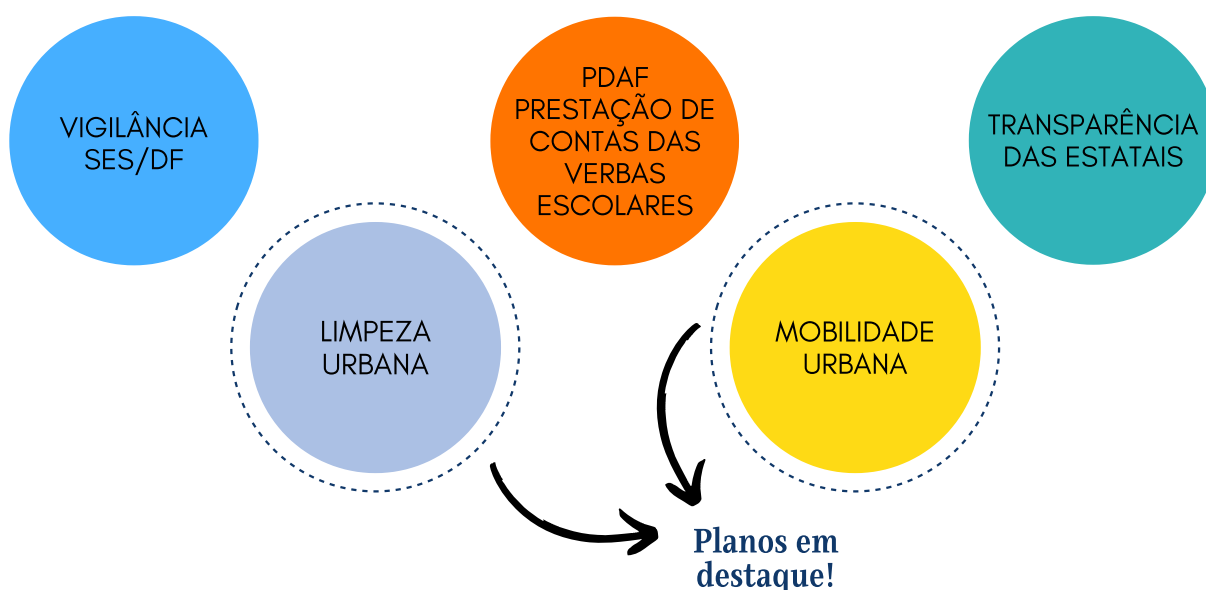 VIGILÂNCIA
SES/DF
PDAF
PRESTAÇÃO DE
CONTAS DAS
VERBAS
ESCOLARES
TRANSPARÊNCIA
DAS ESTATAIS
LIMPEZA
URBANA
MOBILIDADE
URBANA
Planos em
destaque!